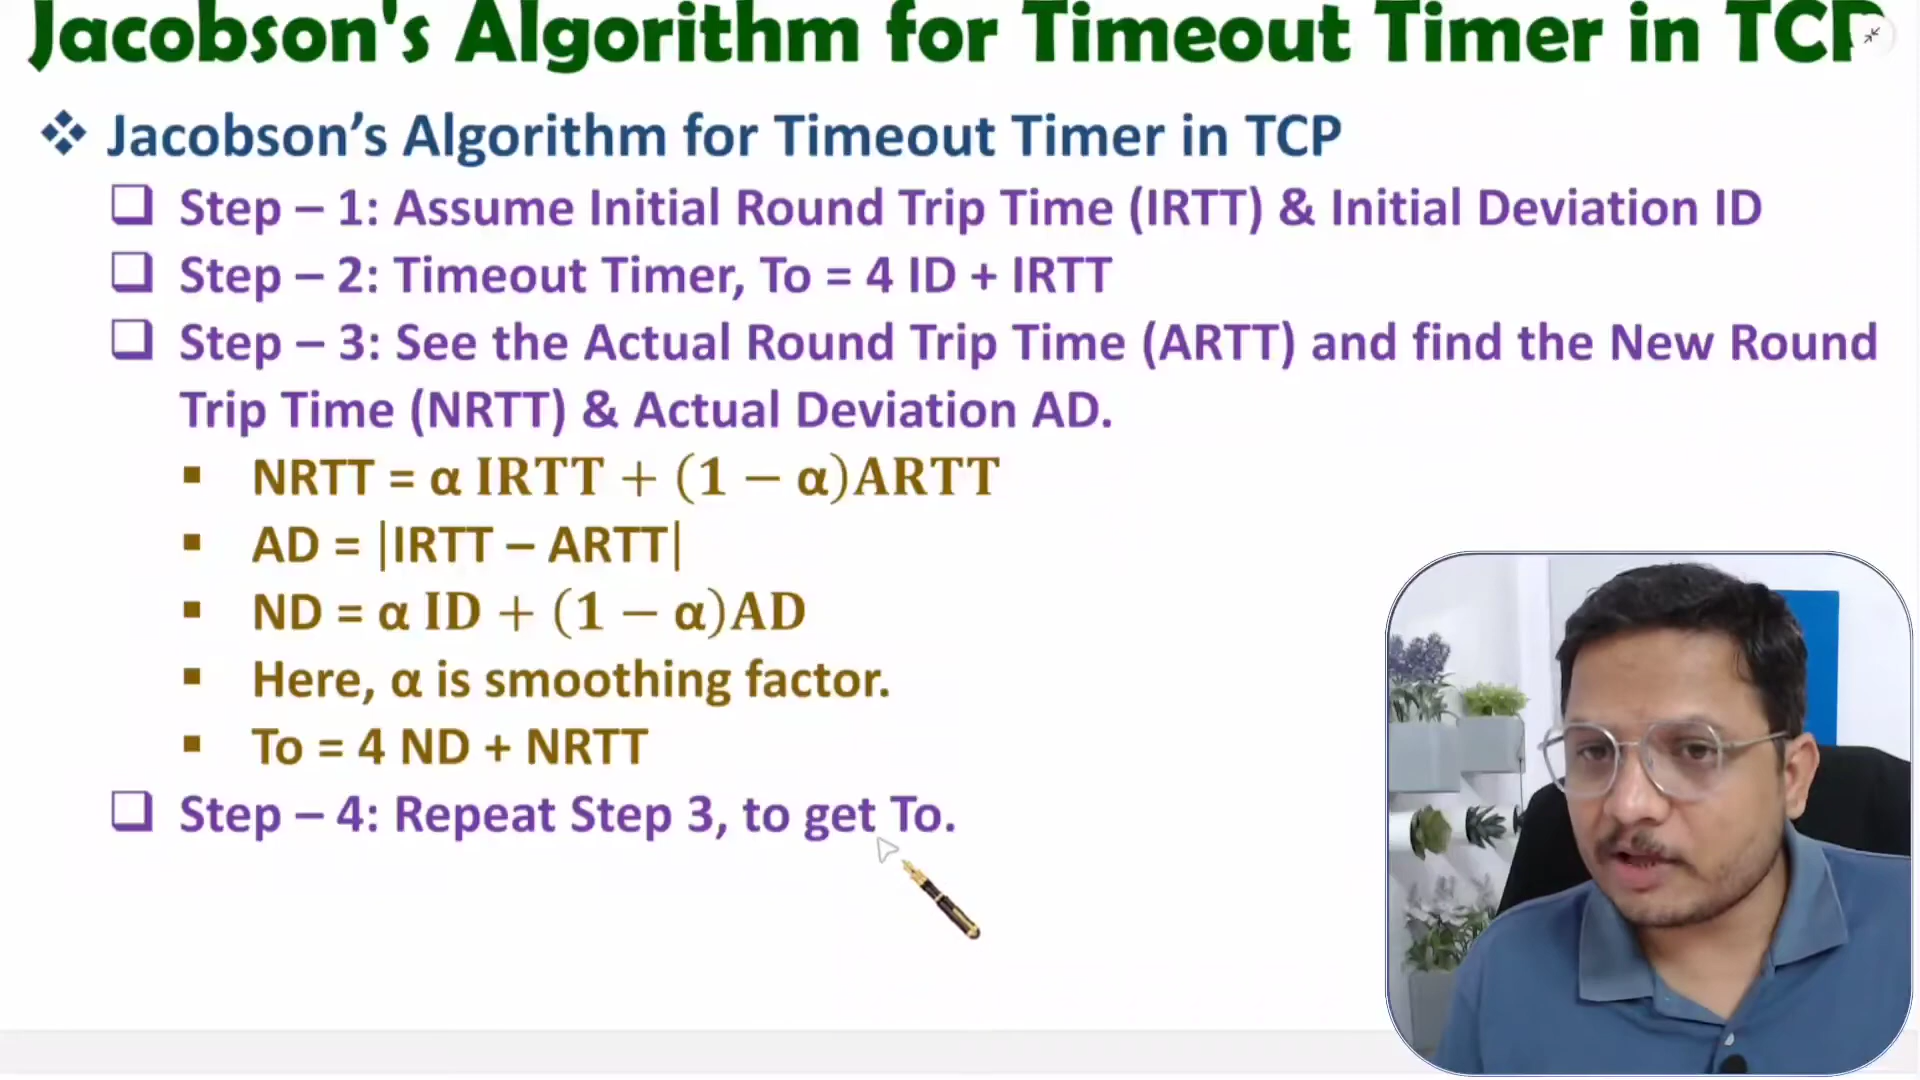 Jacobson's Algorithm for Timeout Timer in TCP
Jacobson’s Algorithm for Timeout Timer in TCP
Step – 1: Assume Initial Round Trip Time (IRTT) & Initial Deviation ID
Step – 2: Timeout Timer, To = 4 ID + IRTT
Step – 3: See the Actual Round Trip Time (ARTT) and find the New Round
Trip Time (NRTT) & Actual Deviation AD.
NRTT = α IRTT + (1 − α)ARTT
AD = |IRTT – ARTT|
ND = α ID + (1 − α)AD
Here, α is smoothing factor.
To = 4 ND + NRTT
Step – 4: Repeat Step 3, to get To.